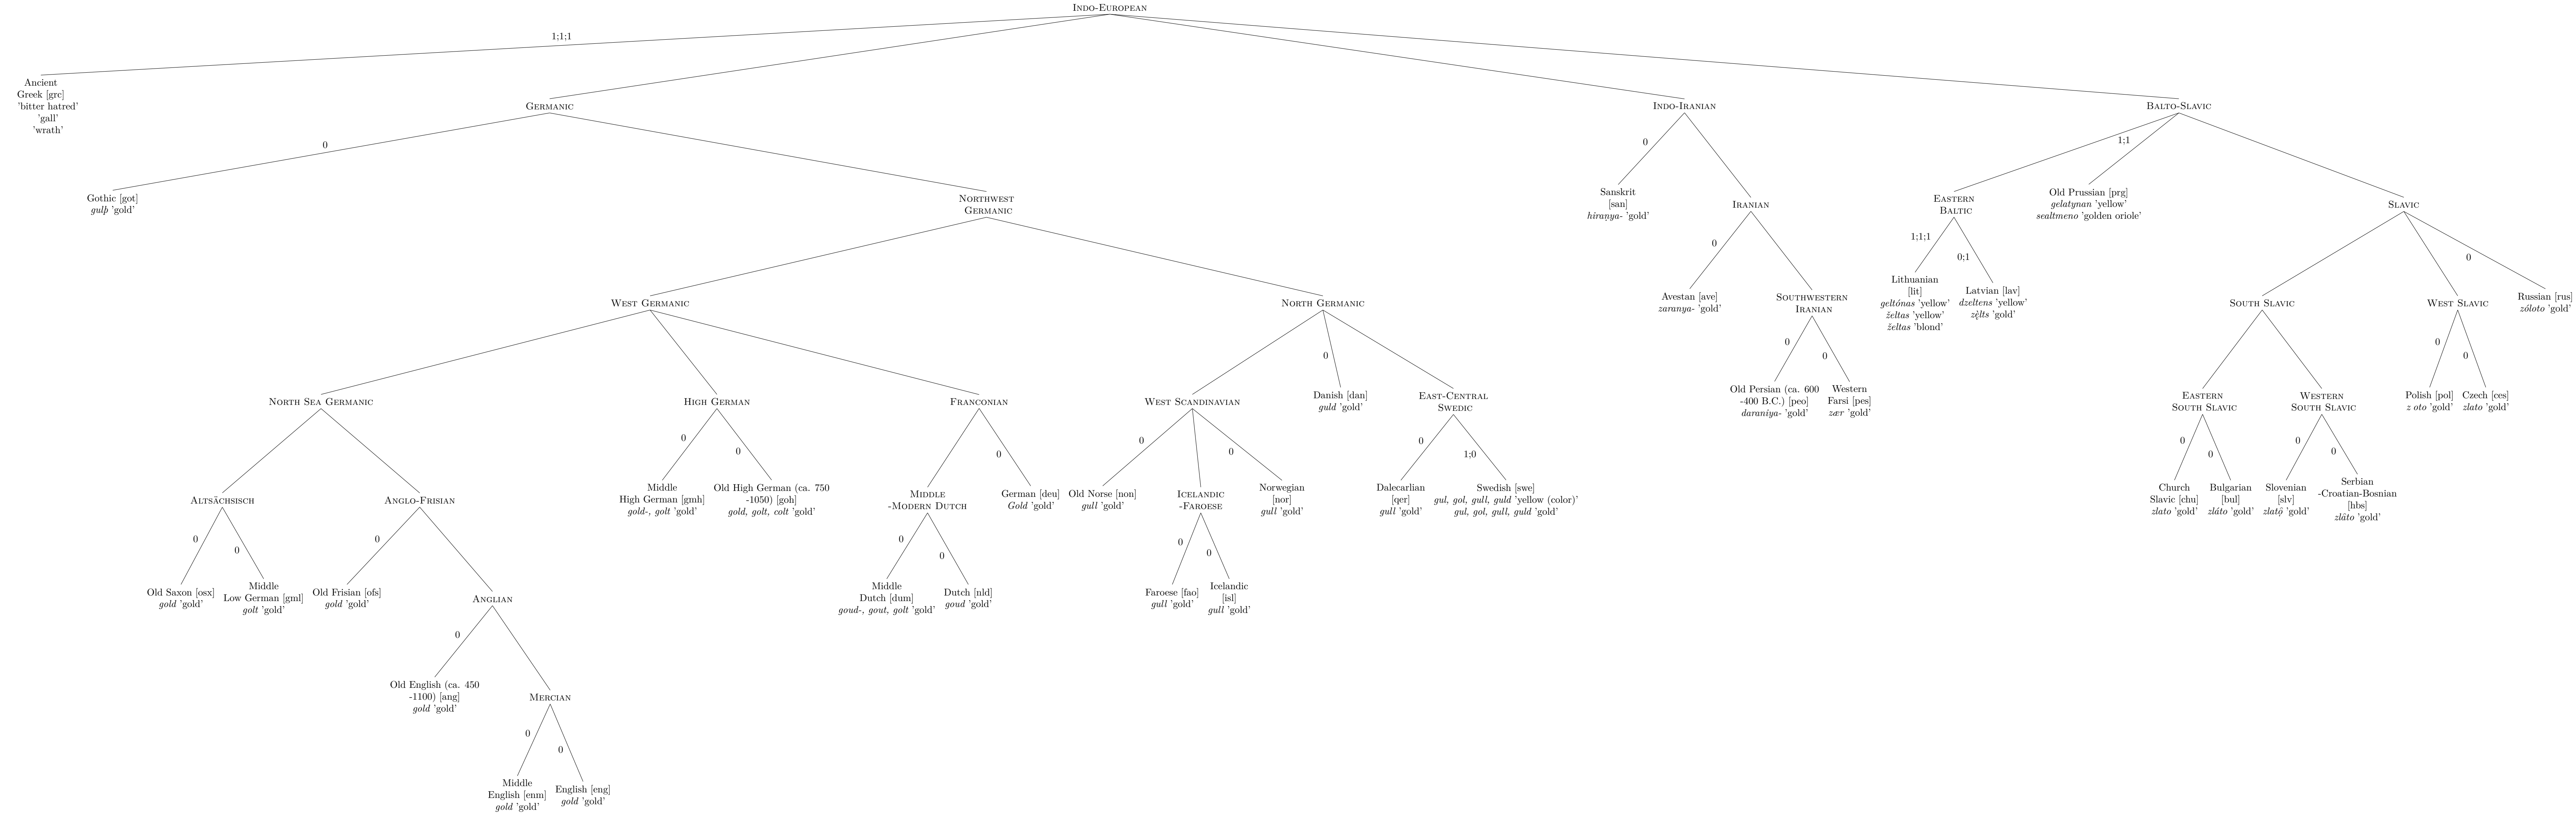 Indo-European
1;1;1
Ancient
Greek [grc]
'bitter hatred'
'gall'
'wrath'
Germanic
Indo-Iranian
Balto-Slavic
0
0
1;1
Gothic [got]
gulþ 'gold'
Northwest
Germanic
Sanskrit
[san]
hiraṇya- 'gold'
Iranian
Eastern
Baltic
Old Prussian [prg]
gelatynan 'yellow'
sealtmeno 'golden oriole'
Slavic
0
1;1;1
0;1
0
West Germanic
North Germanic
Avestan [ave]
zaranya- 'gold'
Southwestern
Iranian
Lithuanian
[lit]
geltónas 'yellow'
želtas 'yellow'
želtas 'blond'
Latvian [lav]
dzeltens 'yellow'
zę̀lts 'gold'
South Slavic
West Slavic
Russian [rus]
zóloto 'gold'
0
0
0
0
0
North Sea Germanic
High German
Franconian
West Scandinavian
Danish [dan]
guld 'gold'
East-Central
Swedic
Old Persian (ca. 600
-400 B.C.) [peo]
daraniya- 'gold'
Western
Farsi [pes]
zær 'gold'
Eastern
South Slavic
Western
South Slavic
Polish [pol]
z oto 'gold'
Czech [ces]
zlato 'gold'
0
0
0
0
0
0
1;0
0
0
0
0
Altsächsisch
Anglo-Frisian
Middle
High German [gmh]
gold-, golt 'gold'
Old High German (ca. 750
-1050) [goh]
gold, golt, colt 'gold'
Middle
-Modern Dutch
German [deu]
Gold 'gold'
Old Norse [non]
gull 'gold'
Icelandic
-Faroese
Norwegian
[nor]
gull 'gold'
Dalecarlian
[qer]
gull 'gold'
Swedish [swe]
gul, gol, gull, guld 'yellow (color)'
gul, gol, gull, guld 'gold'
Church
Slavic [chu]
zlato 'gold'
Bulgarian
[bul]
zláto 'gold'
Slovenian
[slv]
'gold'
Serbian
-Croatian-Bosnian
[hbs]
'gold'
0
0
0
0
0
0
0
Old Saxon [osx]
gold 'gold'
Middle
Low German [gml]
golt 'gold'
Old Frisian [ofs]
gold 'gold'
Anglian
Middle
Dutch [dum]
goud-, gout, golt 'gold'
Dutch [nld]
goud 'gold'
Faroese [fao]
gull 'gold'
Icelandic
[isl]
gull 'gold'
0
Old English (ca. 450
-1100) [ang]
gold 'gold'
Mercian
0
0
Middle
English [enm]
gold 'gold'
English [eng]
gold 'gold'